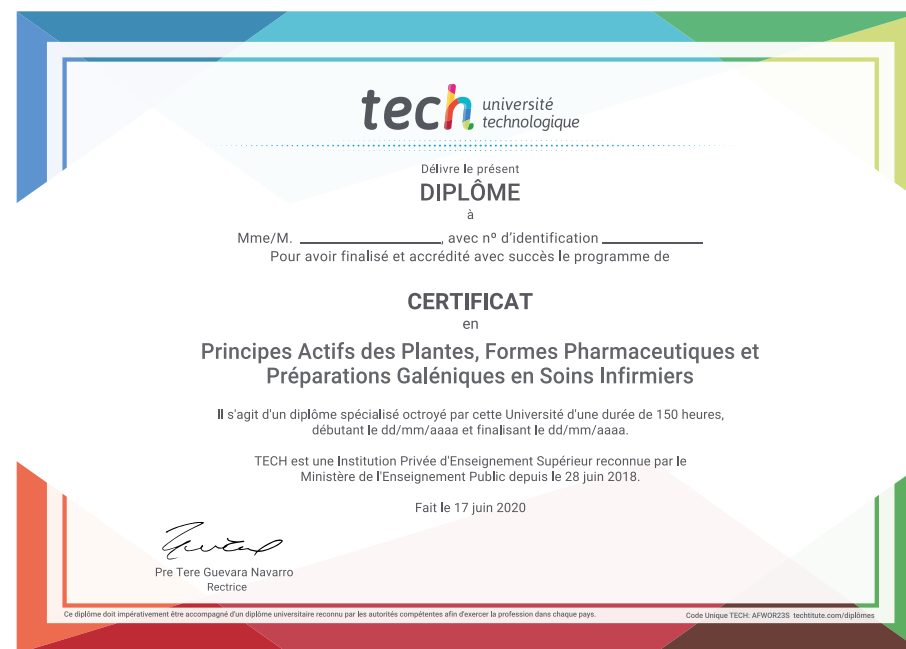 tech université
technologique
Délivre le présent
DIPLÔME
à
Mme/M. ____________________, avec nº d'identification ______________
Pour avoir finalisé et accrédité avec succès le programme de
CERTIFICAT
en
Principes Actifs des Plantes, Formes Pharmaceutiques et
Préparations Galéniques en Soins Infirmiers
Il s'agit d'un diplôme spécialisé octroyé par cette Université d'une durée de 150 heures,
débutant le dd/mm/aaaa et finalisant le dd/mm/aaaa.
TECH est une Institution Privée d'Enseignement Supérieur reconnue par le
Ministère de l'Enseignement Public depuis le 28 juin 2018.
Fait le 17 juin 2020
Pre Tere Guevara Navarro
Rectrice
Ce diplôme doit impérativement être accompagné d'un diplôme universitaire reconnu par les autorités compétentes afin d'exercer la profession dans chaque pays.
Code Unique TECH: AFWOR23S techtitute.com/diplômes